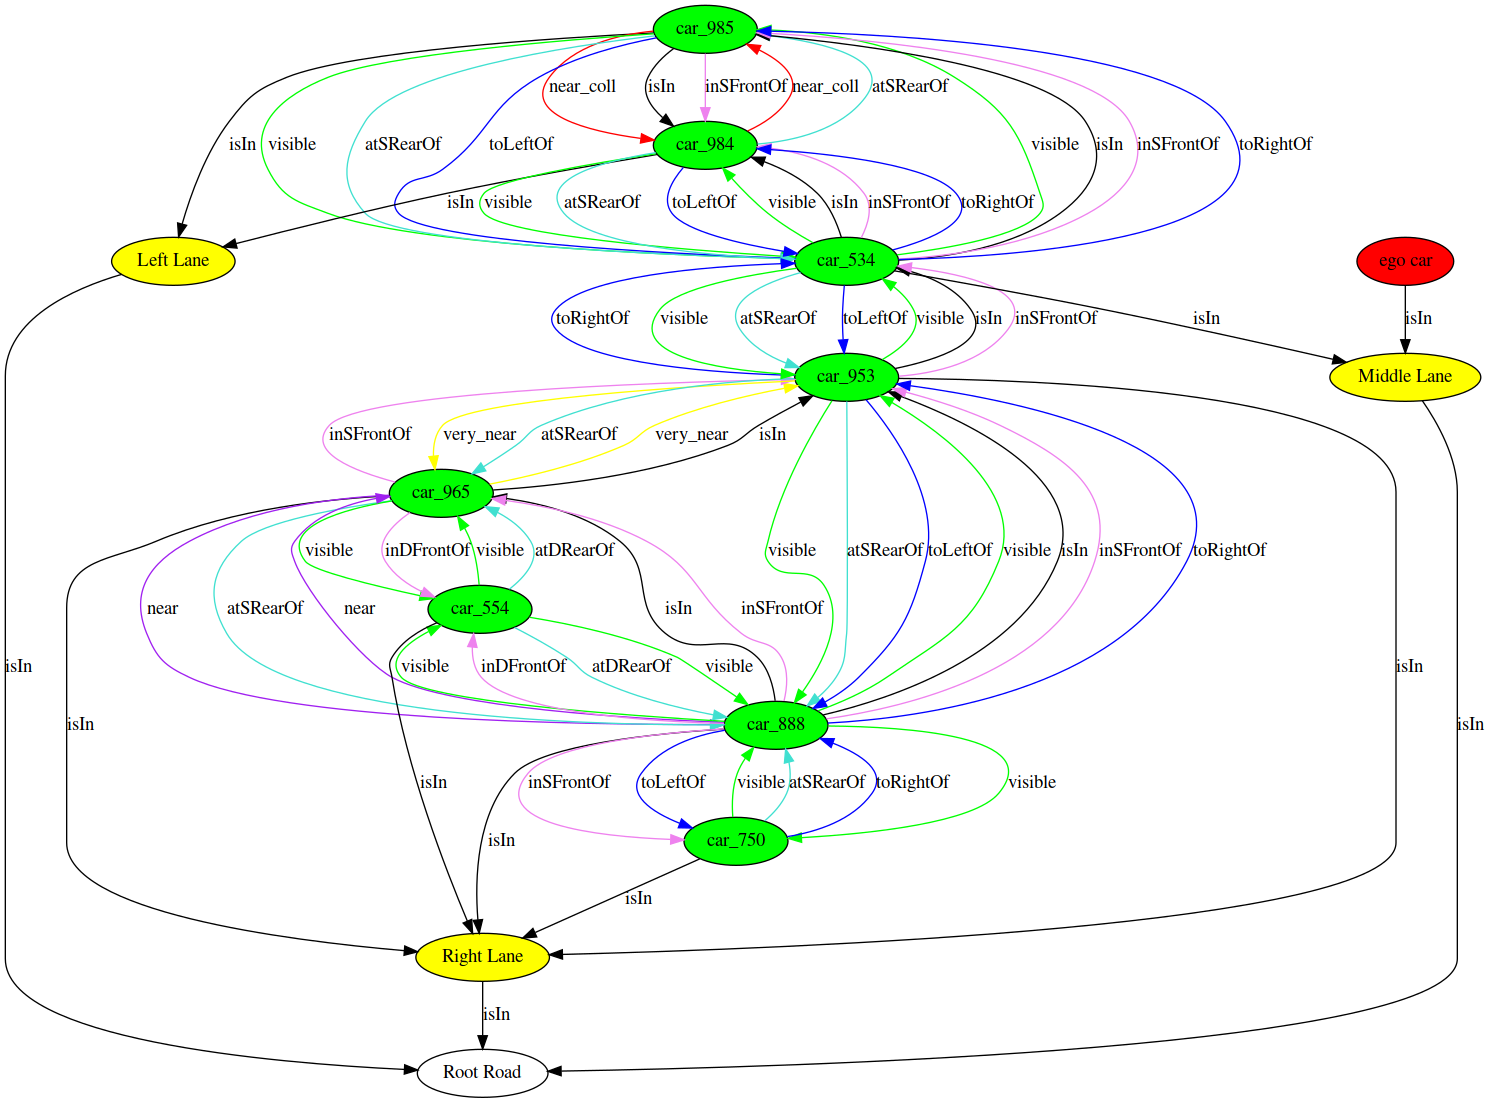 car_985
near_coll
isIn
inSFrontOf
near_coll
atSRearOf
isIn
visible
atSRearOf
toLeftOf
car_984
visible
isIn
inSFrontOf
toRightOf
isIn
visible
atSRearOf
toLeftOf
visible
isIn
inSFrontOf
toRightOf
Left Lane
car_534
ego car
toRightOf
visible
atSRearOf
toLeftOf
visible
isIn
inSFrontOf
isIn
isIn
car_953
Middle Lane
inSFrontOf
very_near
atSRearOf
very_near
isIn
car_965
visible
inDFrontOf
visible
atDRearOf
visible
atSRearOf
toLeftOf
visible
isIn
inSFrontOf
toRightOf
near
atSRearOf
near
car_554
isIn
inSFrontOf
isIn
visible
inDFrontOf
atDRearOf
visible
isIn
isIn
car_888
isIn
isIn
inSFrontOf
toLeftOf
visible
atSRearOf
toRightOf
visible
isIn
car_750
isIn
Right Lane
isIn
Root Road